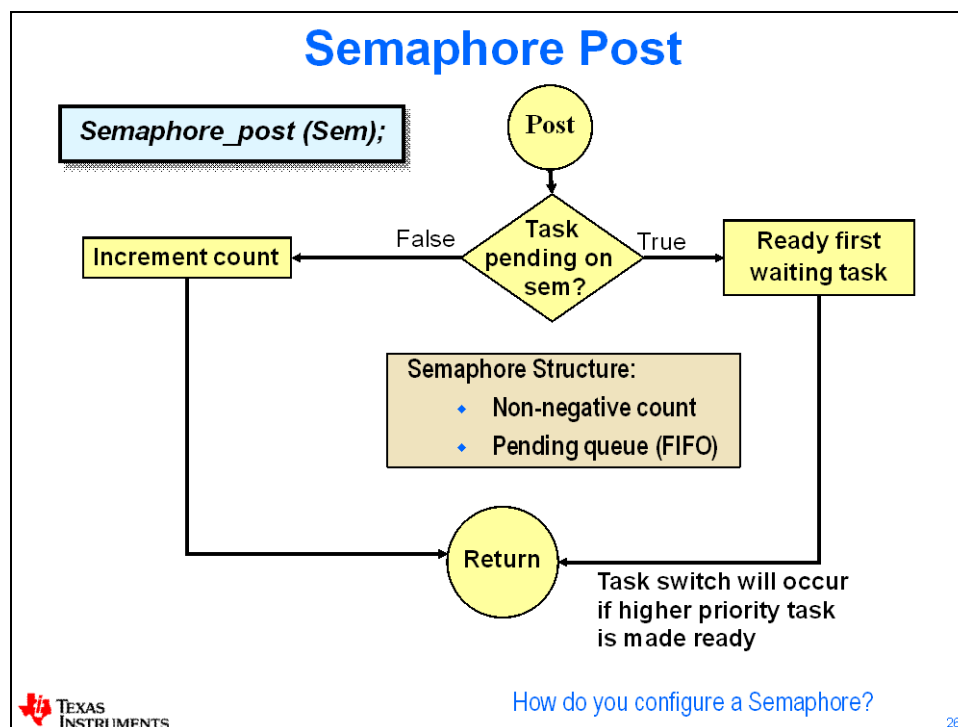 Semaphore Post
Semaphore_post (Sem);
Post
Task
pending on
sem?
False
True
Increment count
Ready first
waiting task
Semaphore Structure:
Non-negative count
Pending queue (FIFO)
Return
Task switch will occur
if higher priority task
is made ready
How do you configure a Semaphore?
TEXAS
INSTRUMENTS
26